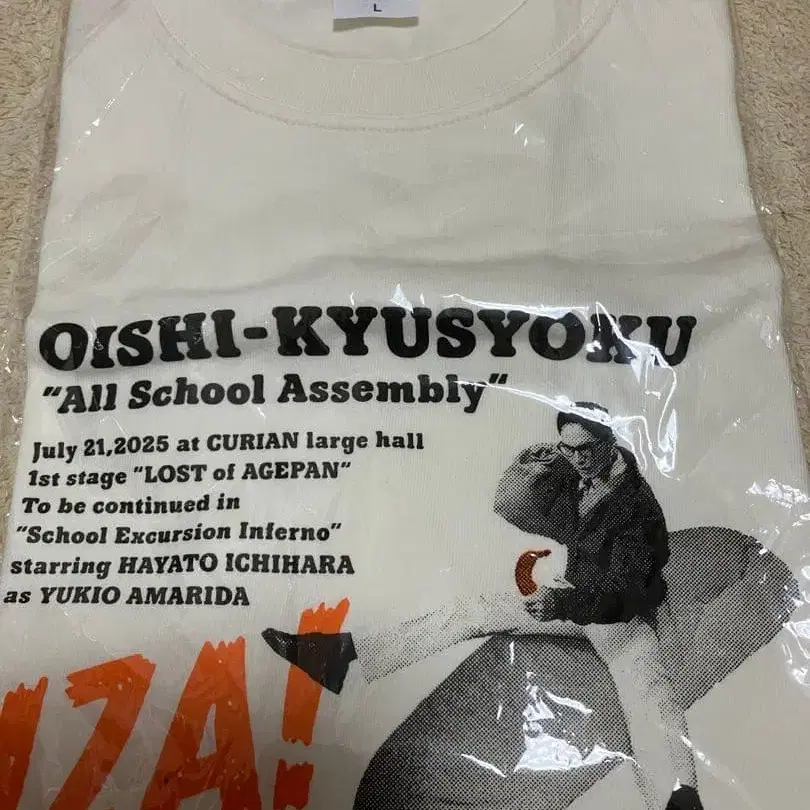 L
OISHI-KYUSYOKU
"All School Assembly"
July 21,2025 at CURIAN large hall
1st stage "LOST of AGEPAN"
To be continued in
"School Excursion Inferno"
starring HAYATO ICHIHARA
as YUKIO AMARIDA
ZA!